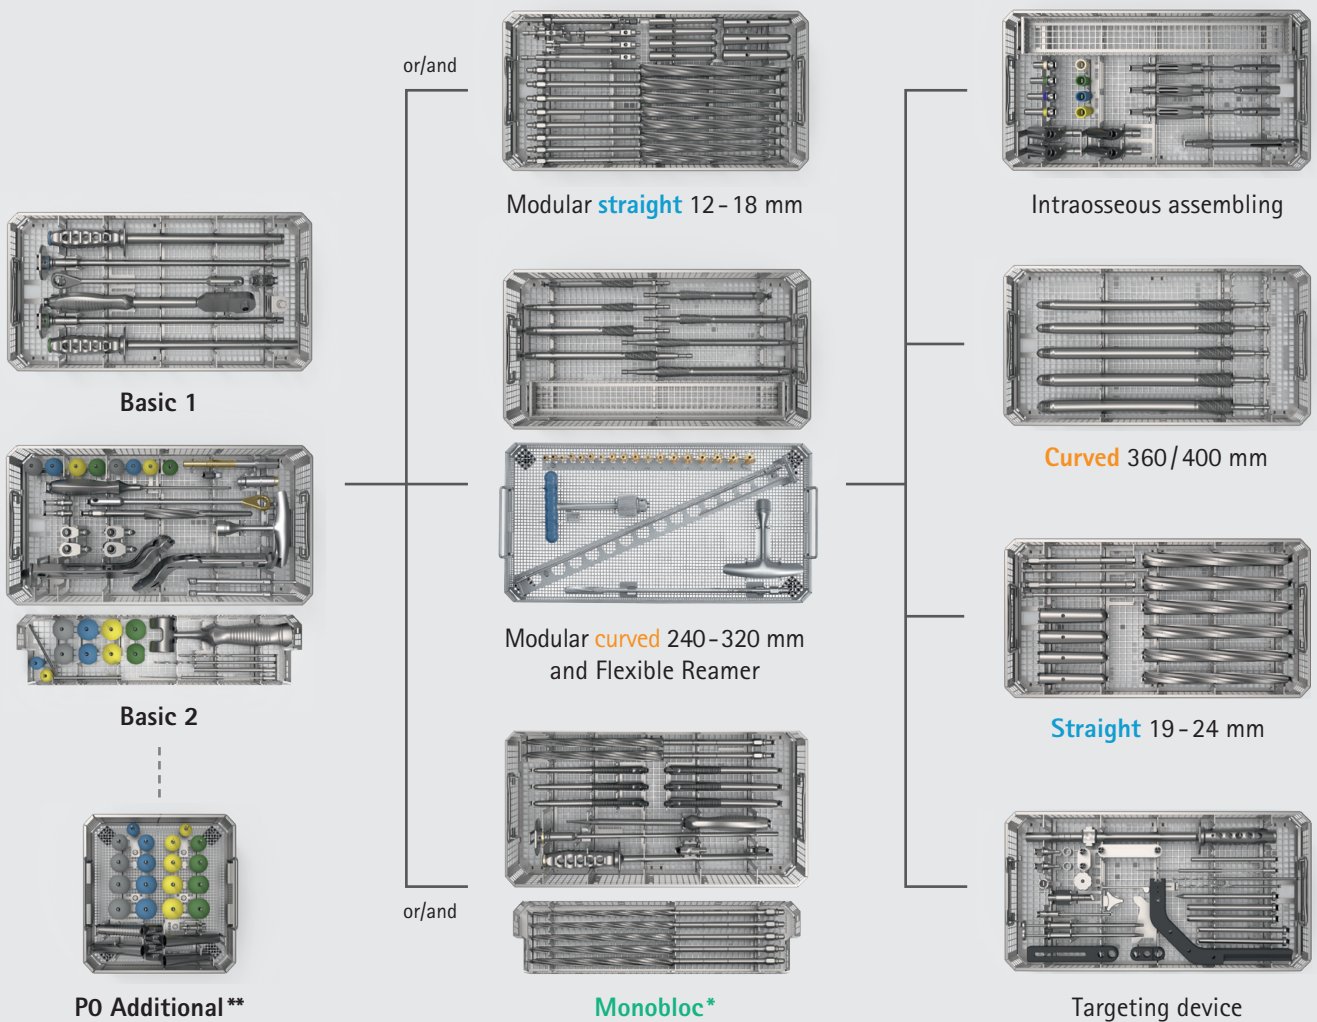 or/and
Modular straight 12-18 mm
Intraosseous assembling
Basic 1
Curved 360/400 mm
Modular curved 240-320 mm
and Flexible Reamer
Basic 2
Straight 19-24 mm
or/and
P0 Additional**
Monobloc*
Targeting device